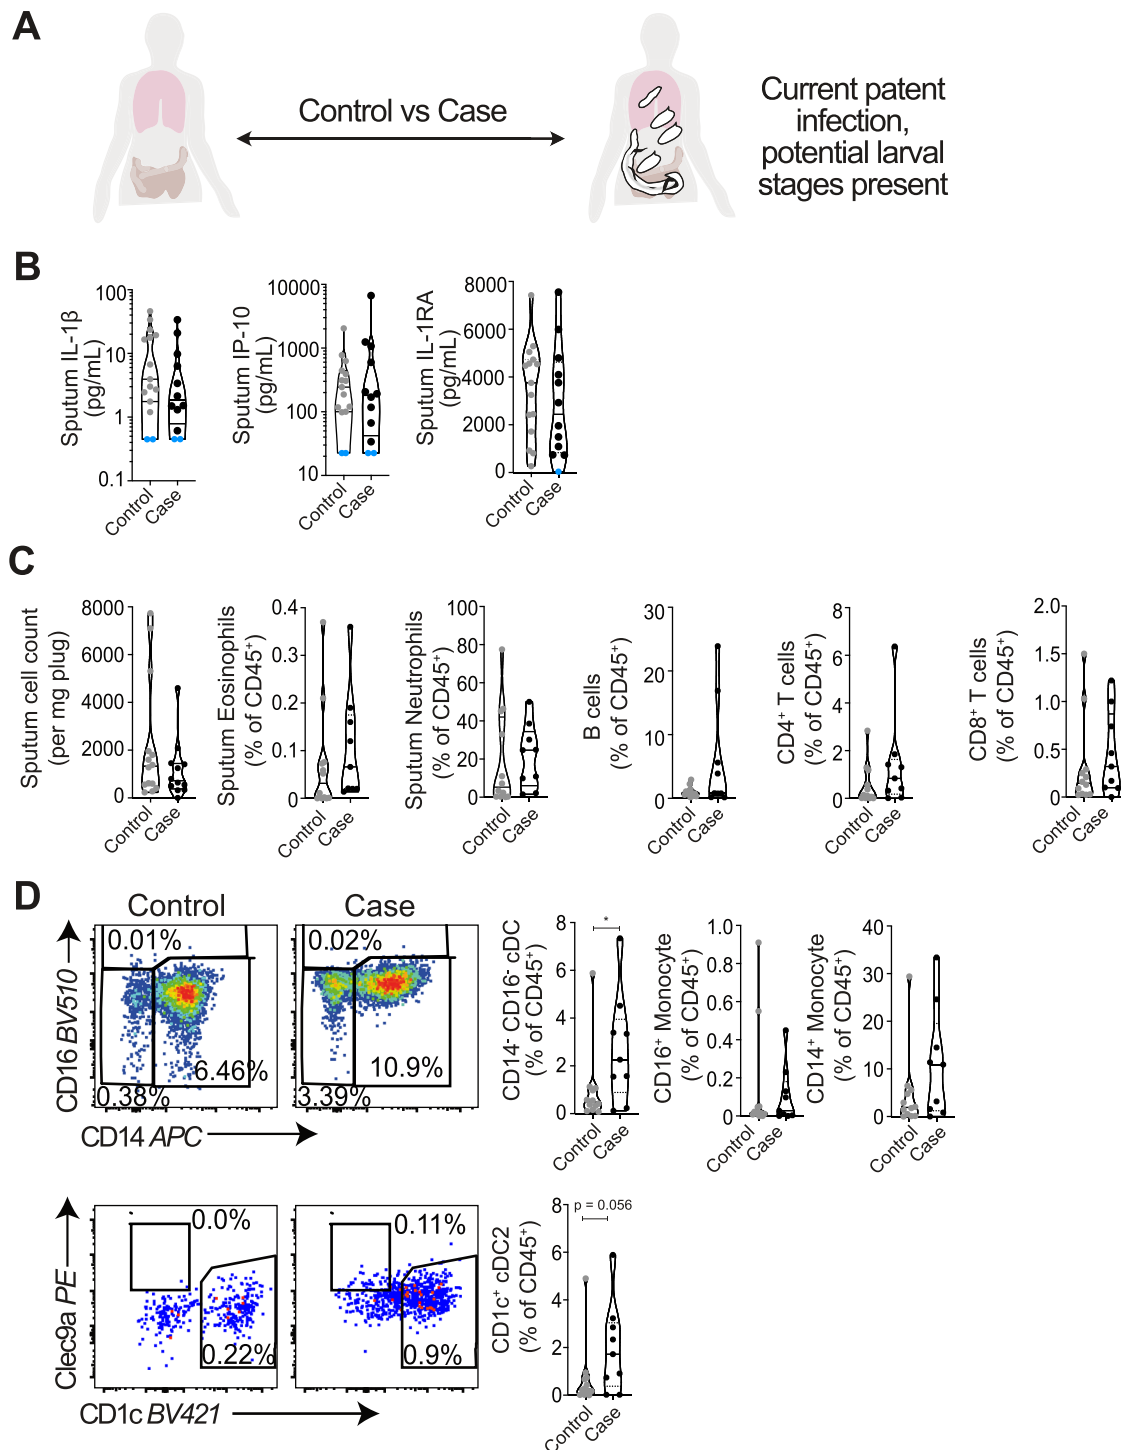 A
Control vs Case
Current patent
infection,
potential larval
stages present
B
Sputum IL-1β
(pg/mL)
100
10
1
0.1
Control
Case
Sputum IP-10
(pg/mL)
10000
1000
100
10
Control
Case
Sputum IL-1RA
(pg/mL)
8000
6000
4000
2000
0
Control
Case
C
Sputum cell count
(per mg plug)
8000
6000
4000
2000
0
Control
Case
Sputum Eosinophils
(% of CD45⁺)
0.4
0.3
0.2
0.1
0
Control
Case
Sputum Neutrophils
(% of CD45⁺)
100
80
60
40
20
0
Control
Case
B cells
(% of CD45⁺)
30
20
10
0
Control
Case
CD4⁺ T cells
(% of CD45⁺)
8
6
4
2
0
Control
Case
CD8⁺ T cells
(% of CD45⁺)
2.0
1.5
1.0
0.5
0
Control
Case
D
Control
Case
CD16 BV510
0.01%
6.46%
0.38%
0.02%
10.9%
3.39%
CD14 APC
CD14⁻ CD16⁻ cDC
(% of CD45⁺)
8
6
4
2
0
*
Control
Case
CD16⁺ Monocyte
(% of CD45⁺)
1.0
0.8
0.6
0.4
0.2
0
Control
Case
CD14⁺ Monocyte
(% of CD45⁺)
40
30
20
10
0
Control
Case
Clec9a PE
0.0%
0.22%
0.11%
0.9%
CD1c BV421
CD1c⁺ cDC2
(% of CD45⁺)
8
6
4
2
0
p = 0.056
Control
Case